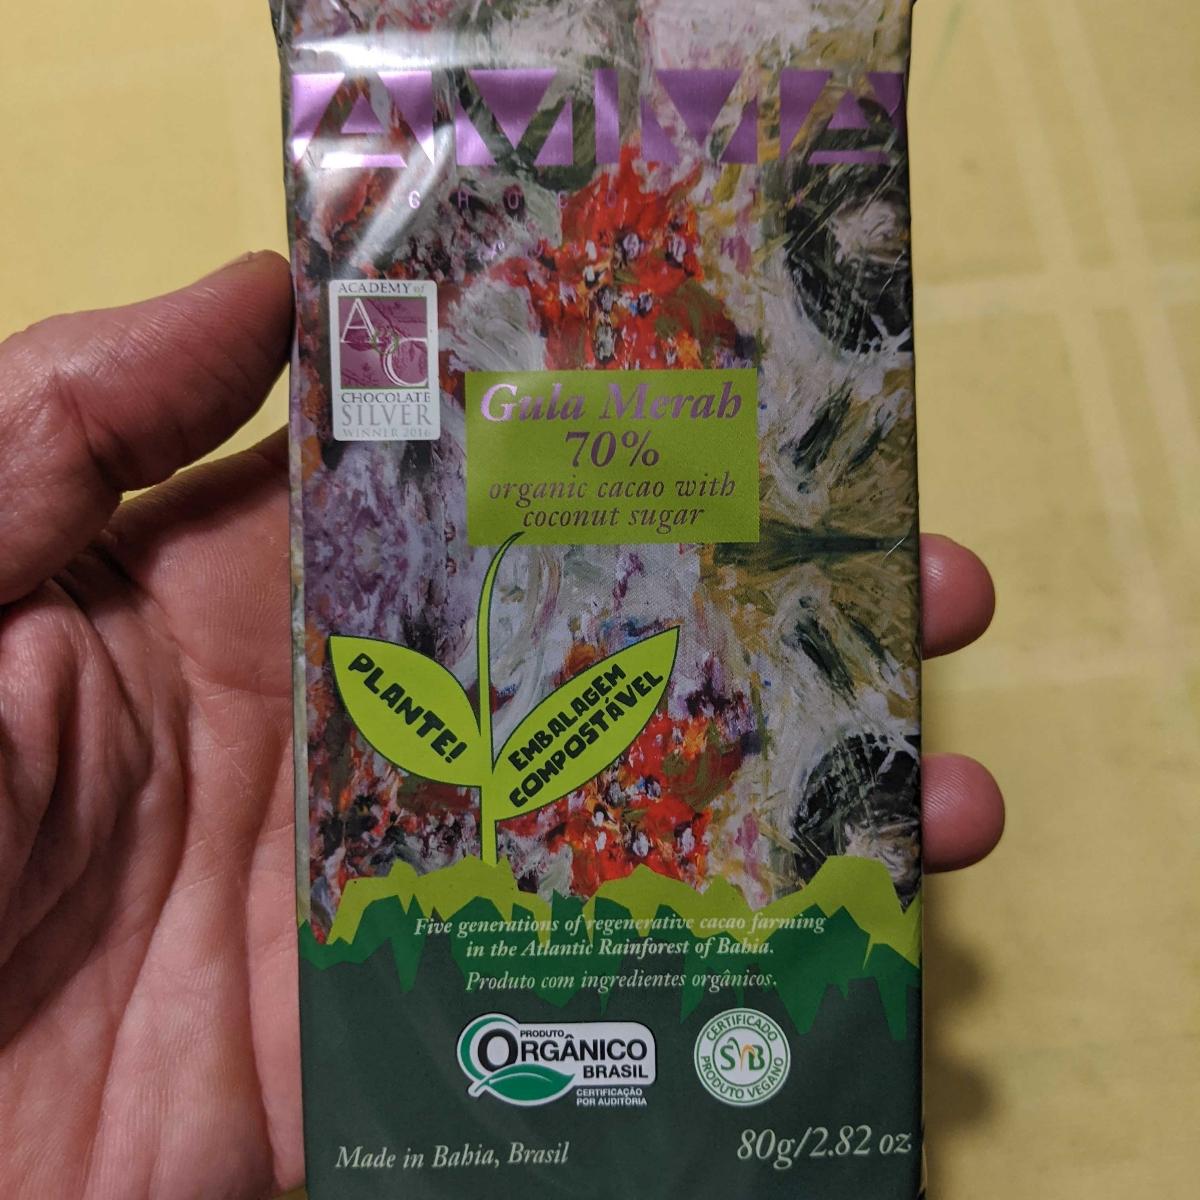 AMMA
CHOCOLATE
ACADEMY of
A of C
CHOCOLATE
SILVER
WINNER 2016
Gula Merah
70%
organic cacao with
coconut sugar
PLANTE!
EMBALAGEM
COMPOSTÁVEL
Five generations of regenerative cacao farming
in the Atlantic Rainforest of Bahia.
Produto com ingredientes orgânicos.
PRODUTO
ORGÂNICO
BRASIL
CERTIFICAÇÃO
POR AUDITORIA
CERTIFICADO
SVB
PRODUTO VEGANO
Made in Bahia, Brasil
80g/2.82 oz